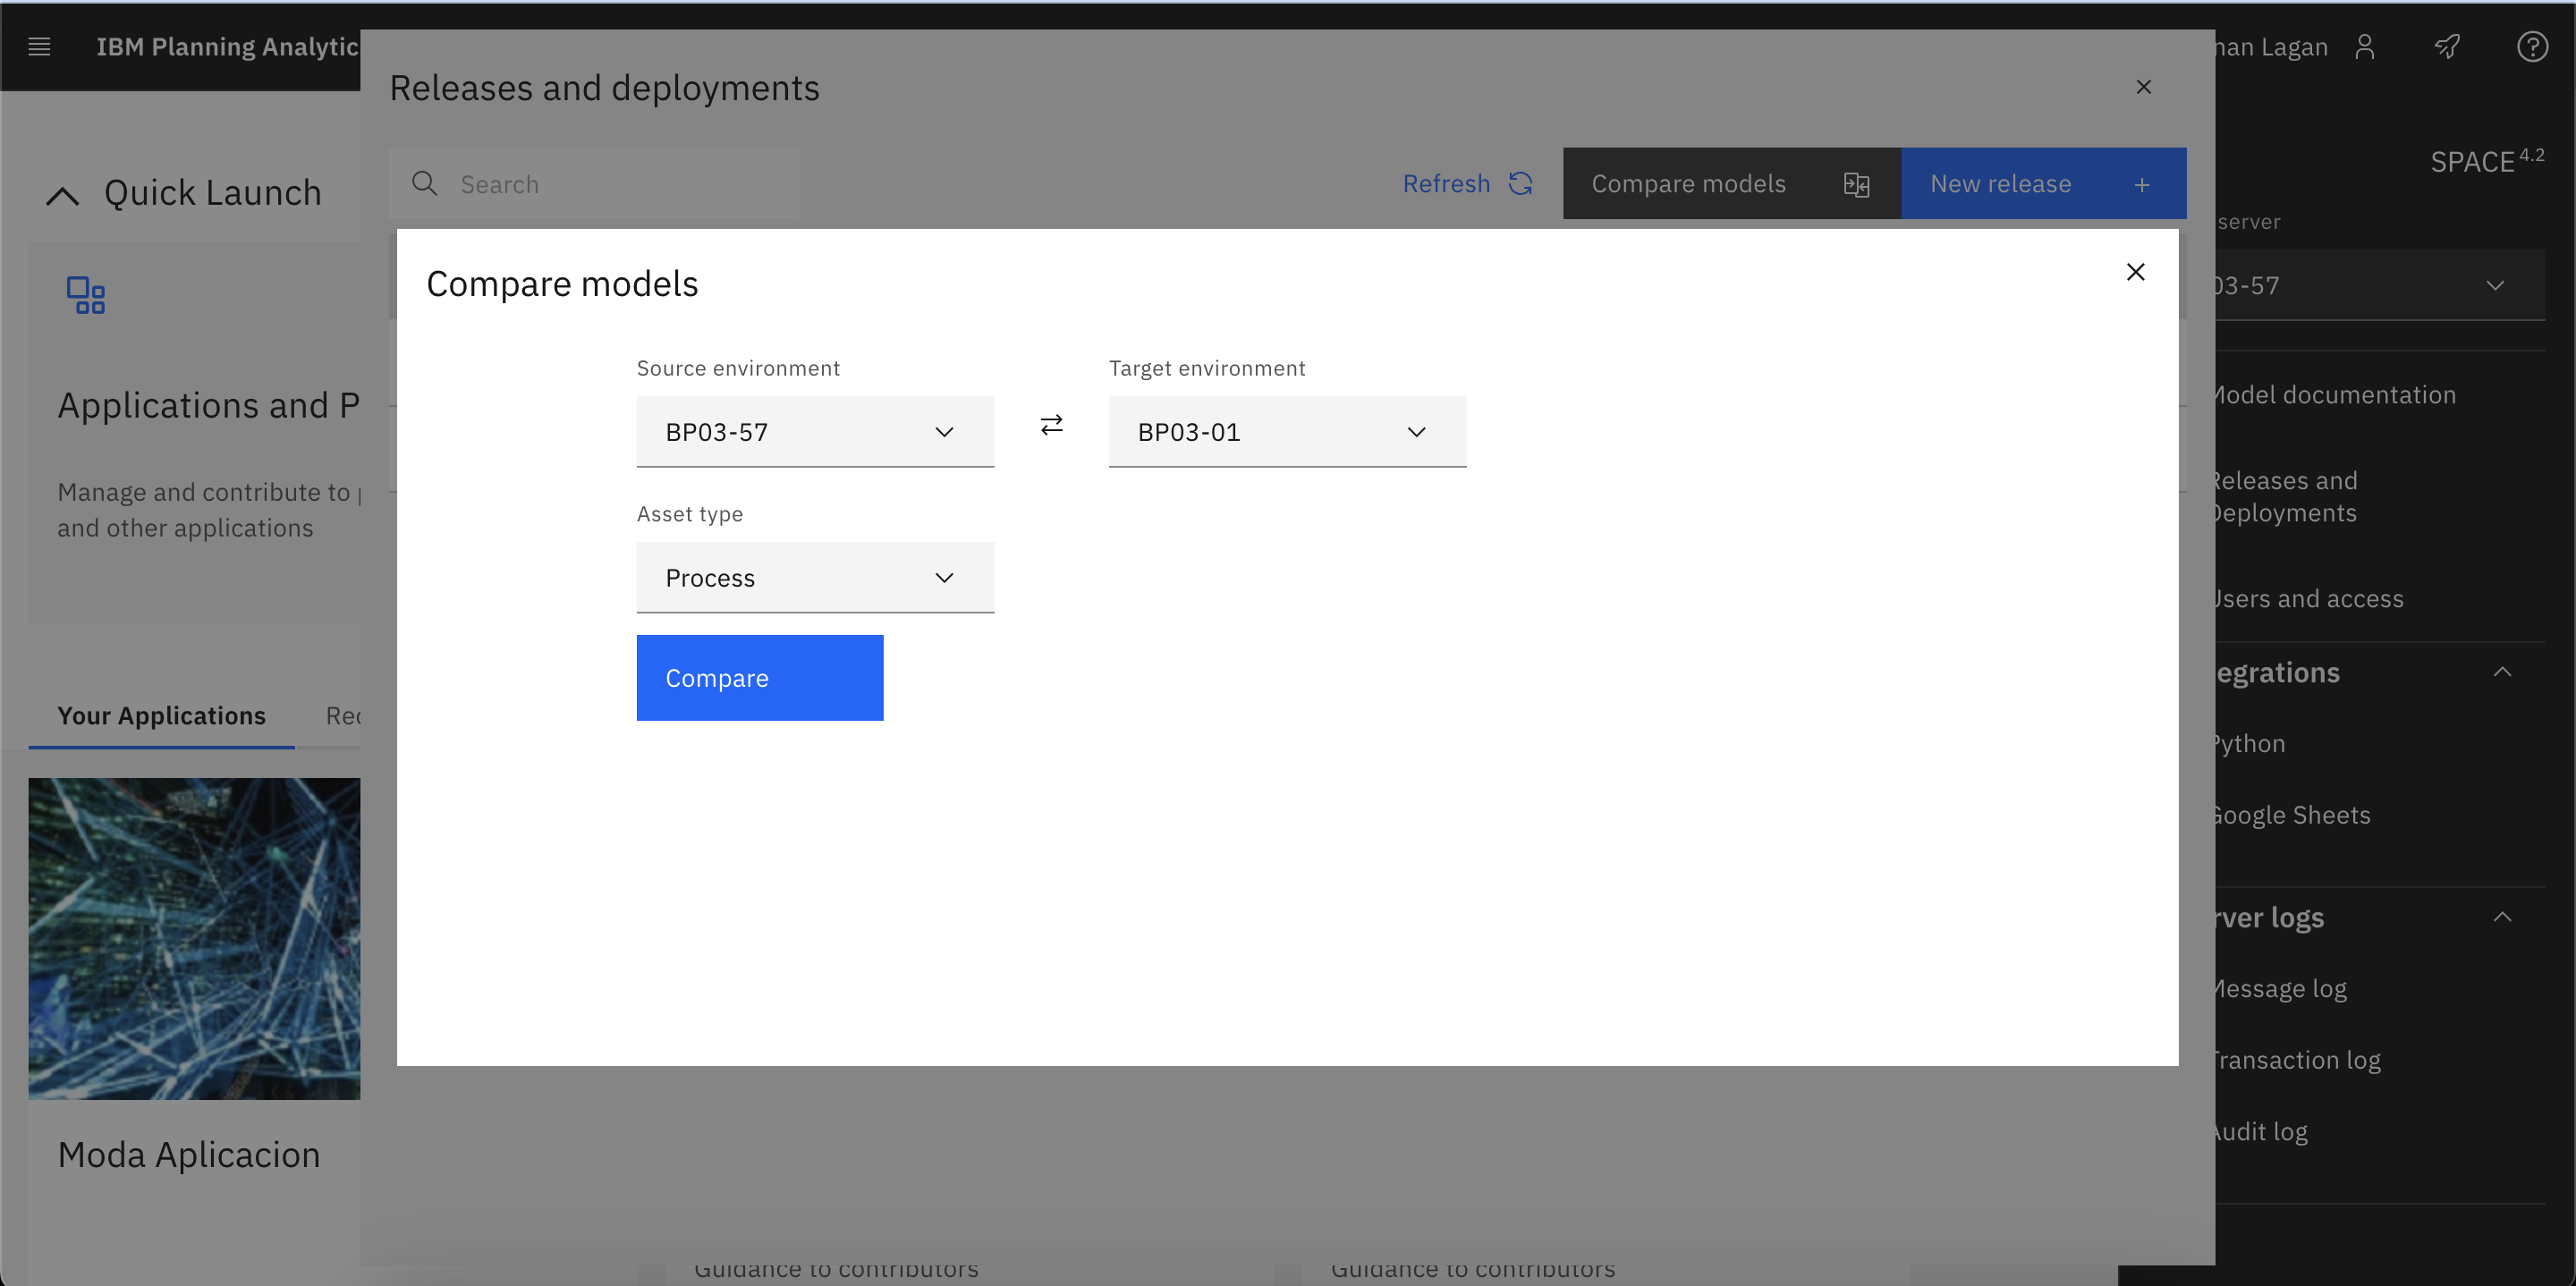 IBM Planning Analytic
nan Lagan
Releases and deployments
Search
Refresh
Compare models
New release
SPACE 4.2
server
03-57
Quick Launch
Applications and P
Manage and contribute to
and other applications
Your Applications
Rec
Moda Aplicacion
Compare models
Source environment
Target environment
BP03-57
BP03-01
Asset type
Process
Compare
Model documentation
Releases and
Deployments
Users and access
egrations
Python
Google Sheets
rver logs
Message log
Transaction log
Audit log
Guidance to contributors
Guidance to contributors